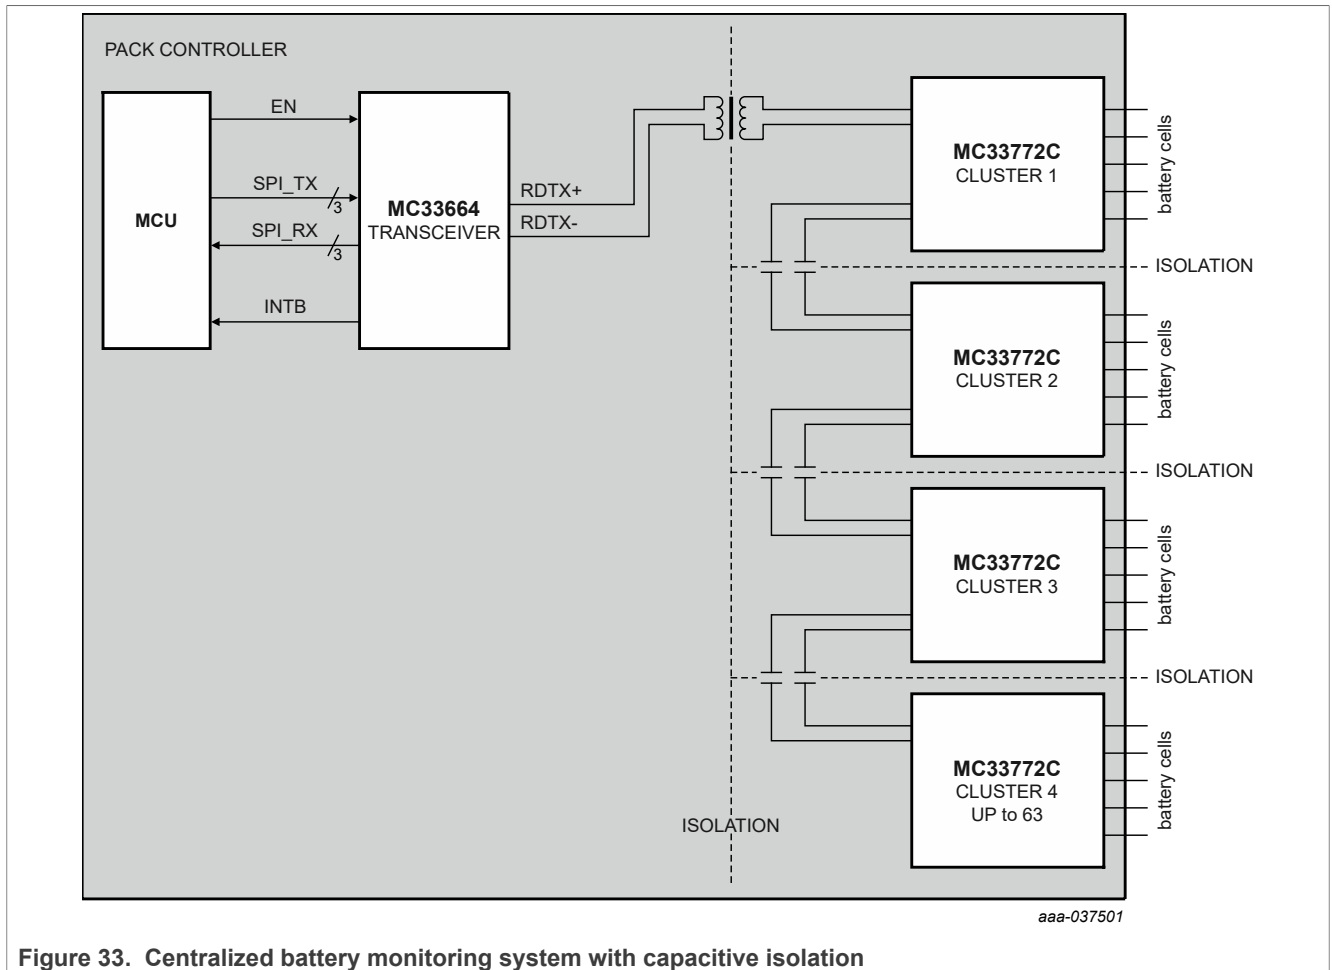 PACK CONTROLLER
MCU
EN
SPI_TX
3
SPI_RX
3
INTB
MC33664
TRANSCEIVER
RDTX+
RDTX-
MC33772C
CLUSTER 1
battery cells
ISOLATION
MC33772C
CLUSTER 2
battery cells
ISOLATION
MC33772C
CLUSTER 3
battery cells
ISOLATION
MC33772C
CLUSTER 4
UP to 63
battery cells
ISOLATION
aaa-037501
Figure 33. Centralized battery monitoring system with capacitive isolation